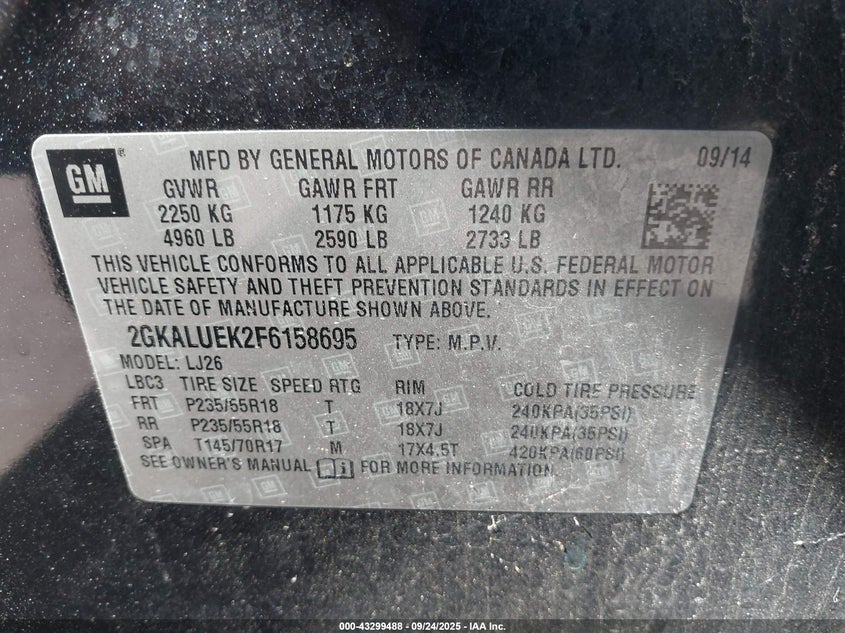 GM
®
MFD BY GENERAL MOTORS OF CANADA LTD. 09/14
GVWR GAWR FRT GAWR RR
2250 KG 1175 KG 1240 KG
4960 LB 2590 LB 2733 LB
THIS VEHICLE CONFORMS TO ALL APPLICABLE U.S. FEDERAL MOTOR
VEHICLE SAFETY AND THEFT PREVENTION STANDARDS IN EFFECT ON
THE DATE OF MANUFACTURE SHOWN ABOVE.
2GKALUEK2F6158695 TYPE: M.P.V.
MODEL: LJ26
LBC3 TIRE SIZE SPEED RTG RIM COLD TIRE PRESSURE
FRT P235/55R18 T 18X7J 240KPA(35PSI)
RR P235/55R18 T 18X7J 240KPA(35PSI)
SPA T145/70R17 M 17X4.5T 420KPA(60PSI)
SEE OWNER'S MANUAL FOR MORE INFORMATION
000-43299488 - 09/24/2025 - IAA Inc.